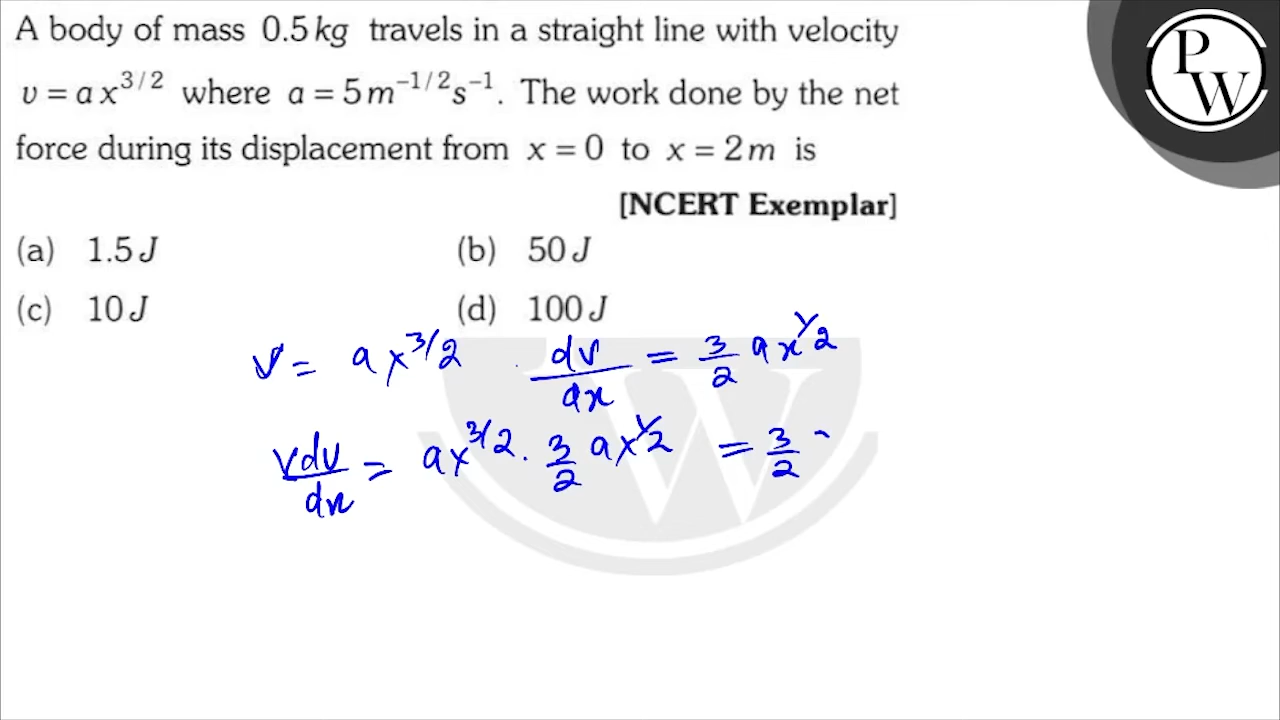 A body of mass 0.5 kg travels in a straight line with velocity
υ = a x^{3/2} where a = 5 m^{−1/2} s^{−1}. The work done by the net
force during its displacement from x = 0 to x = 2 m is
[NCERT Exemplar]
(a) 1.5 J (b) 50 J
(c) 10 J (d) 100 J
v = a x^{3/2} dv/dx = 3/2 a x^{1/2}
vdv/dx = a x^{3/2} . 3/2 a x^{1/2} = 3/2
P
W
W